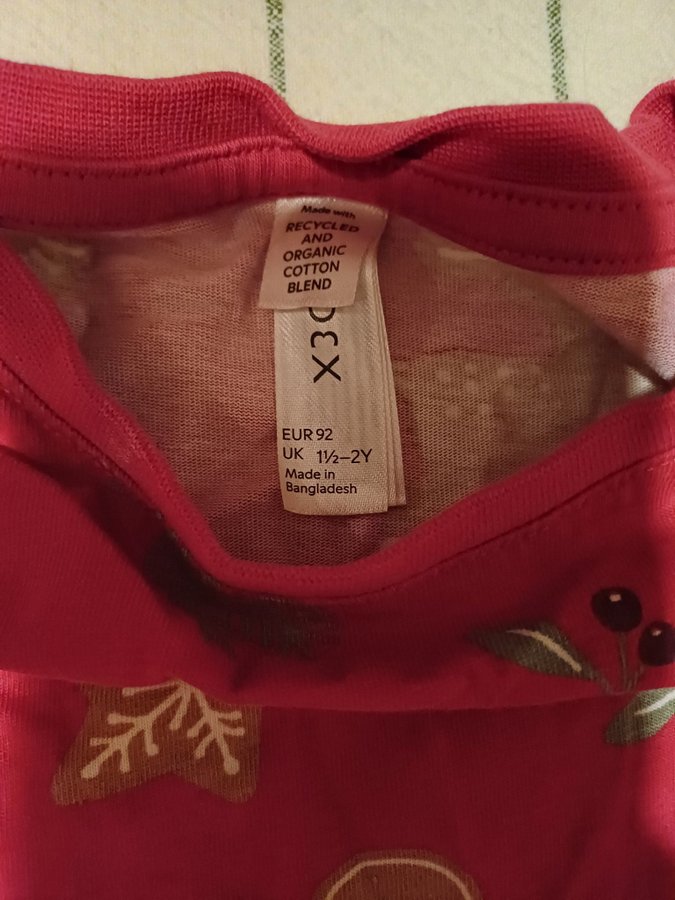 Made with
RECYCLED
AND
ORGANIC
COTTON
BLEND
EUR 92
UK 1½–2Y
Made in
Bangladesh